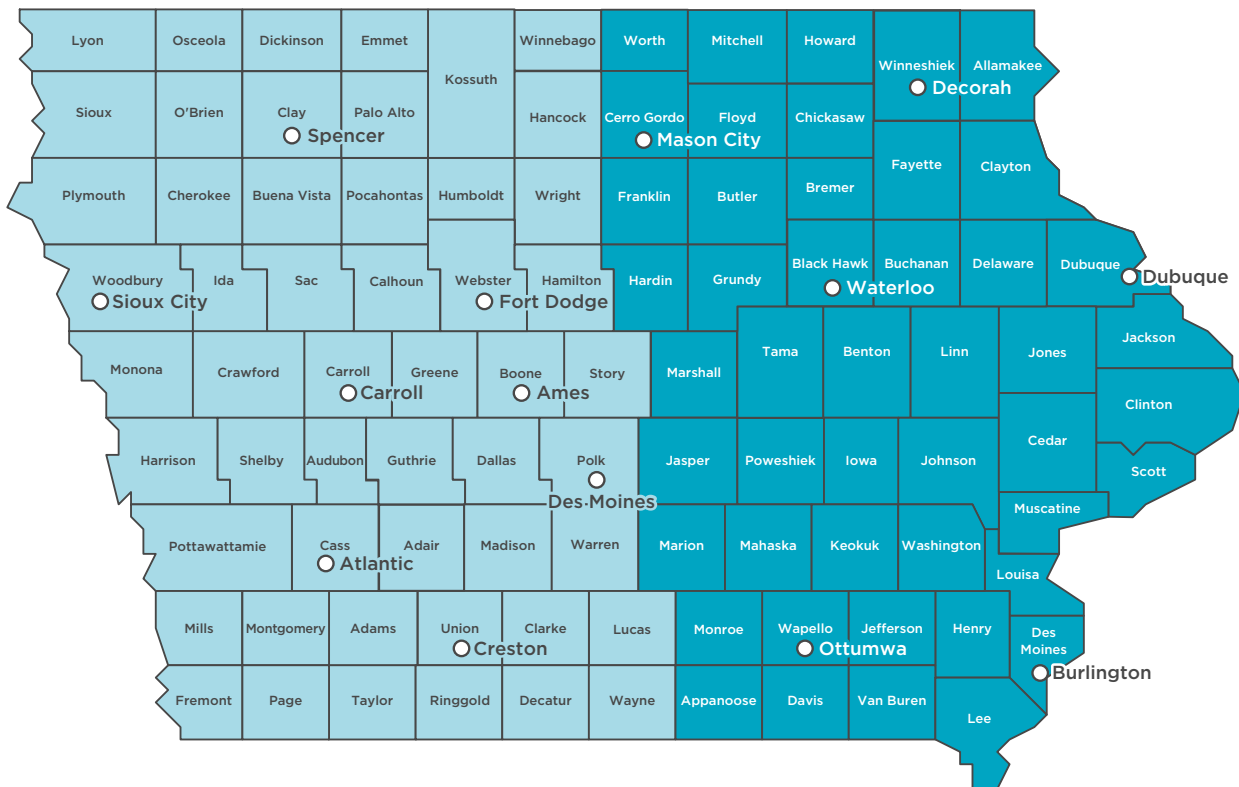 Lyon
Osceola
Dickinson
Emmet
Kossuth
Winnebago
Worth
Mitchell
Howard
Winneshiek
Allamakee
Decorah
Sioux
O'Brien
Clay
Palo Alto
Spencer
Hancock
Cerro Gordo
Floyd
Mason City
Chickasaw
Fayette
Clayton
Plymouth
Cherokee
Buena Vista
Pocahontas
Humboldt
Wright
Franklin
Butler
Bremer
Woodbury
Sioux City
Ida
Sac
Calhoun
Webster
Hamilton
Fort Dodge
Hardin
Grundy
Black Hawk
Buchanan
Waterloo
Delaware
Dubuque
Dubuque
Monona
Crawford
Carroll
Greene
Carroll
Boone
Story
Ames
Marshall
Tama
Benton
Linn
Jones
Jackson
Clinton
Harrison
Shelby
Audubon
Guthrie
Dallas
Polk
Des Moines
Jasper
Poweshiek
Iowa
Johnson
Cedar
Scott
Muscatine
Pottawattamie
Cass
Adair
Atlantic
Madison
Warren
Marion
Mahaska
Keokuk
Washington
Louisa
Mills
Montgomery
Adams
Union
Clarke
Creston
Lucas
Monroe
Wapello
Jefferson
Ottumwa
Henry
Des
Moines
Burlington
Fremont
Page
Taylor
Ringgold
Decatur
Wayne
Appanoose
Davis
Van Buren
Lee